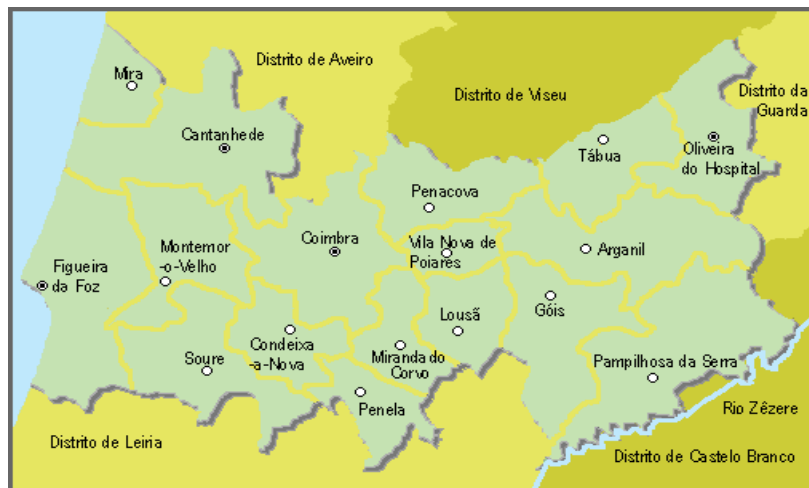 Distrito de Aveiro
Mira
Distrito de Viseu
Distrito da
Guarda
Cantanhede
Tábua
Oliveira
do Hospital
Penacova
Coimbra
Vila Nova de
Poiares
Arganil
Montemor
-o-Velho
Figueira
da Foz
Góis
Lousã
Condeixa
-a-Nova
Soure
Miranda do
Corvo
Pampilhosa da Serra
Penela
Rio Zêzere
Distrito de Leiria
Distrito de Castelo Branco